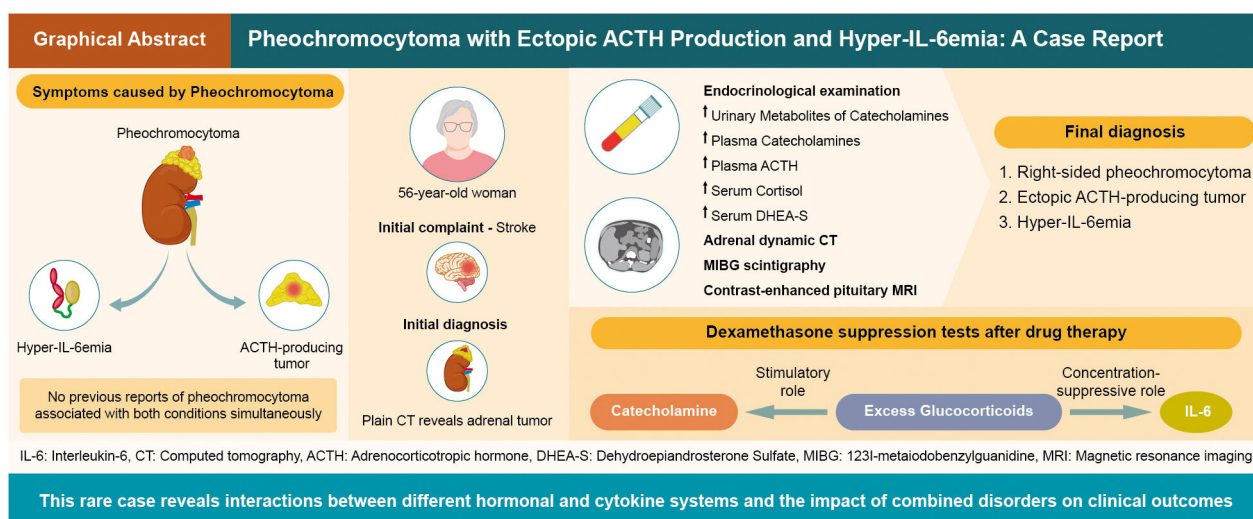 Graphical Abstract
Pheochromocytoma with Ectopic ACTH Production and Hyper-IL-6emia: A Case Report
Symptoms caused by Pheochromocytoma
Pheochromocytoma
Hyper-IL-6emia
ACTH-producing
tumor
No previous reports of pheochromocytoma
associated with both conditions simultaneously
56-year-old woman
Initial complaint - Stroke
Initial diagnosis
Plain CT reveals adrenal tumor
Endocrinological examination
↑ Urinary Metabolites of Catecholamines
↑ Plasma Catecholamines
↑ Plasma ACTH
↑ Serum Cortisol
↑ Serum DHEA-S
Adrenal dynamic CT
MIBG scintigraphy
Contrast-enhanced pituitary MRI
Final diagnosis
1. Right-sided pheochromocytoma
2. Ectopic ACTH-producing tumor
3. Hyper-IL-6emia
Dexamethasone suppression tests after drug therapy
Stimulatory
role
Concentration-
suppressive role
Catecholamine
Excess Glucocorticoids
IL-6
IL-6: Interleukin-6, CT: Computed tomography, ACTH: Adrenocorticotropic hormone, DHEA-S: Dehydroepiandrosterone Sulfate, MIBG: 123I-metaiodobenzylguanidine, MRI: Magnetic resonance imaging
This rare case reveals interactions between different hormonal and cytokine systems and the impact of combined disorders on clinical outcomes